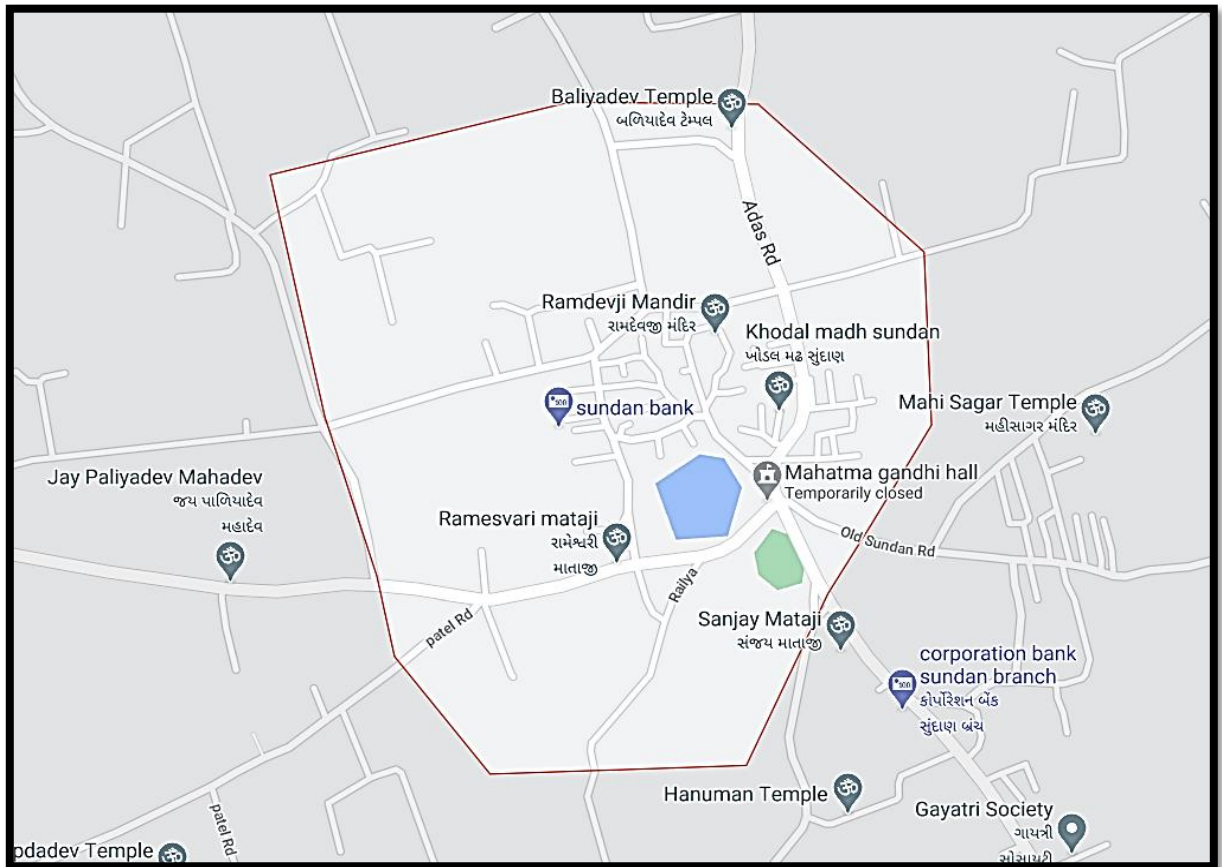 Baliyadev Temple
બળિયાદેવ ટેમ્પલ
Adas Rd
Ramdevji Mandir
રામદેવજી મંદિર
Khodal madh sundan
ખોડલ મઢ સુંદાણ
sundan bank
Mahi Sagar Temple
મહીસાગર મંદિર
Jay Paliyadev Mahadev
જય પાળિયાદેવ
મહાદેવ
Mahatma gandhi hall
Temporarily closed
Ramesvari mataji
રામેશ્વરી
માતાજી
Old Sundan Rd
Railya
patel Rd
Sanjay Mataji
સંજય માતાજી
corporation bank
sundan branch
કોર્પોરેશન બેંક
સુંદાણ બ્રંચ
Hanuman Temple
Gayatri Society
ગાયત્રી
સોસાયટી
patel Rd
pdadev Temple